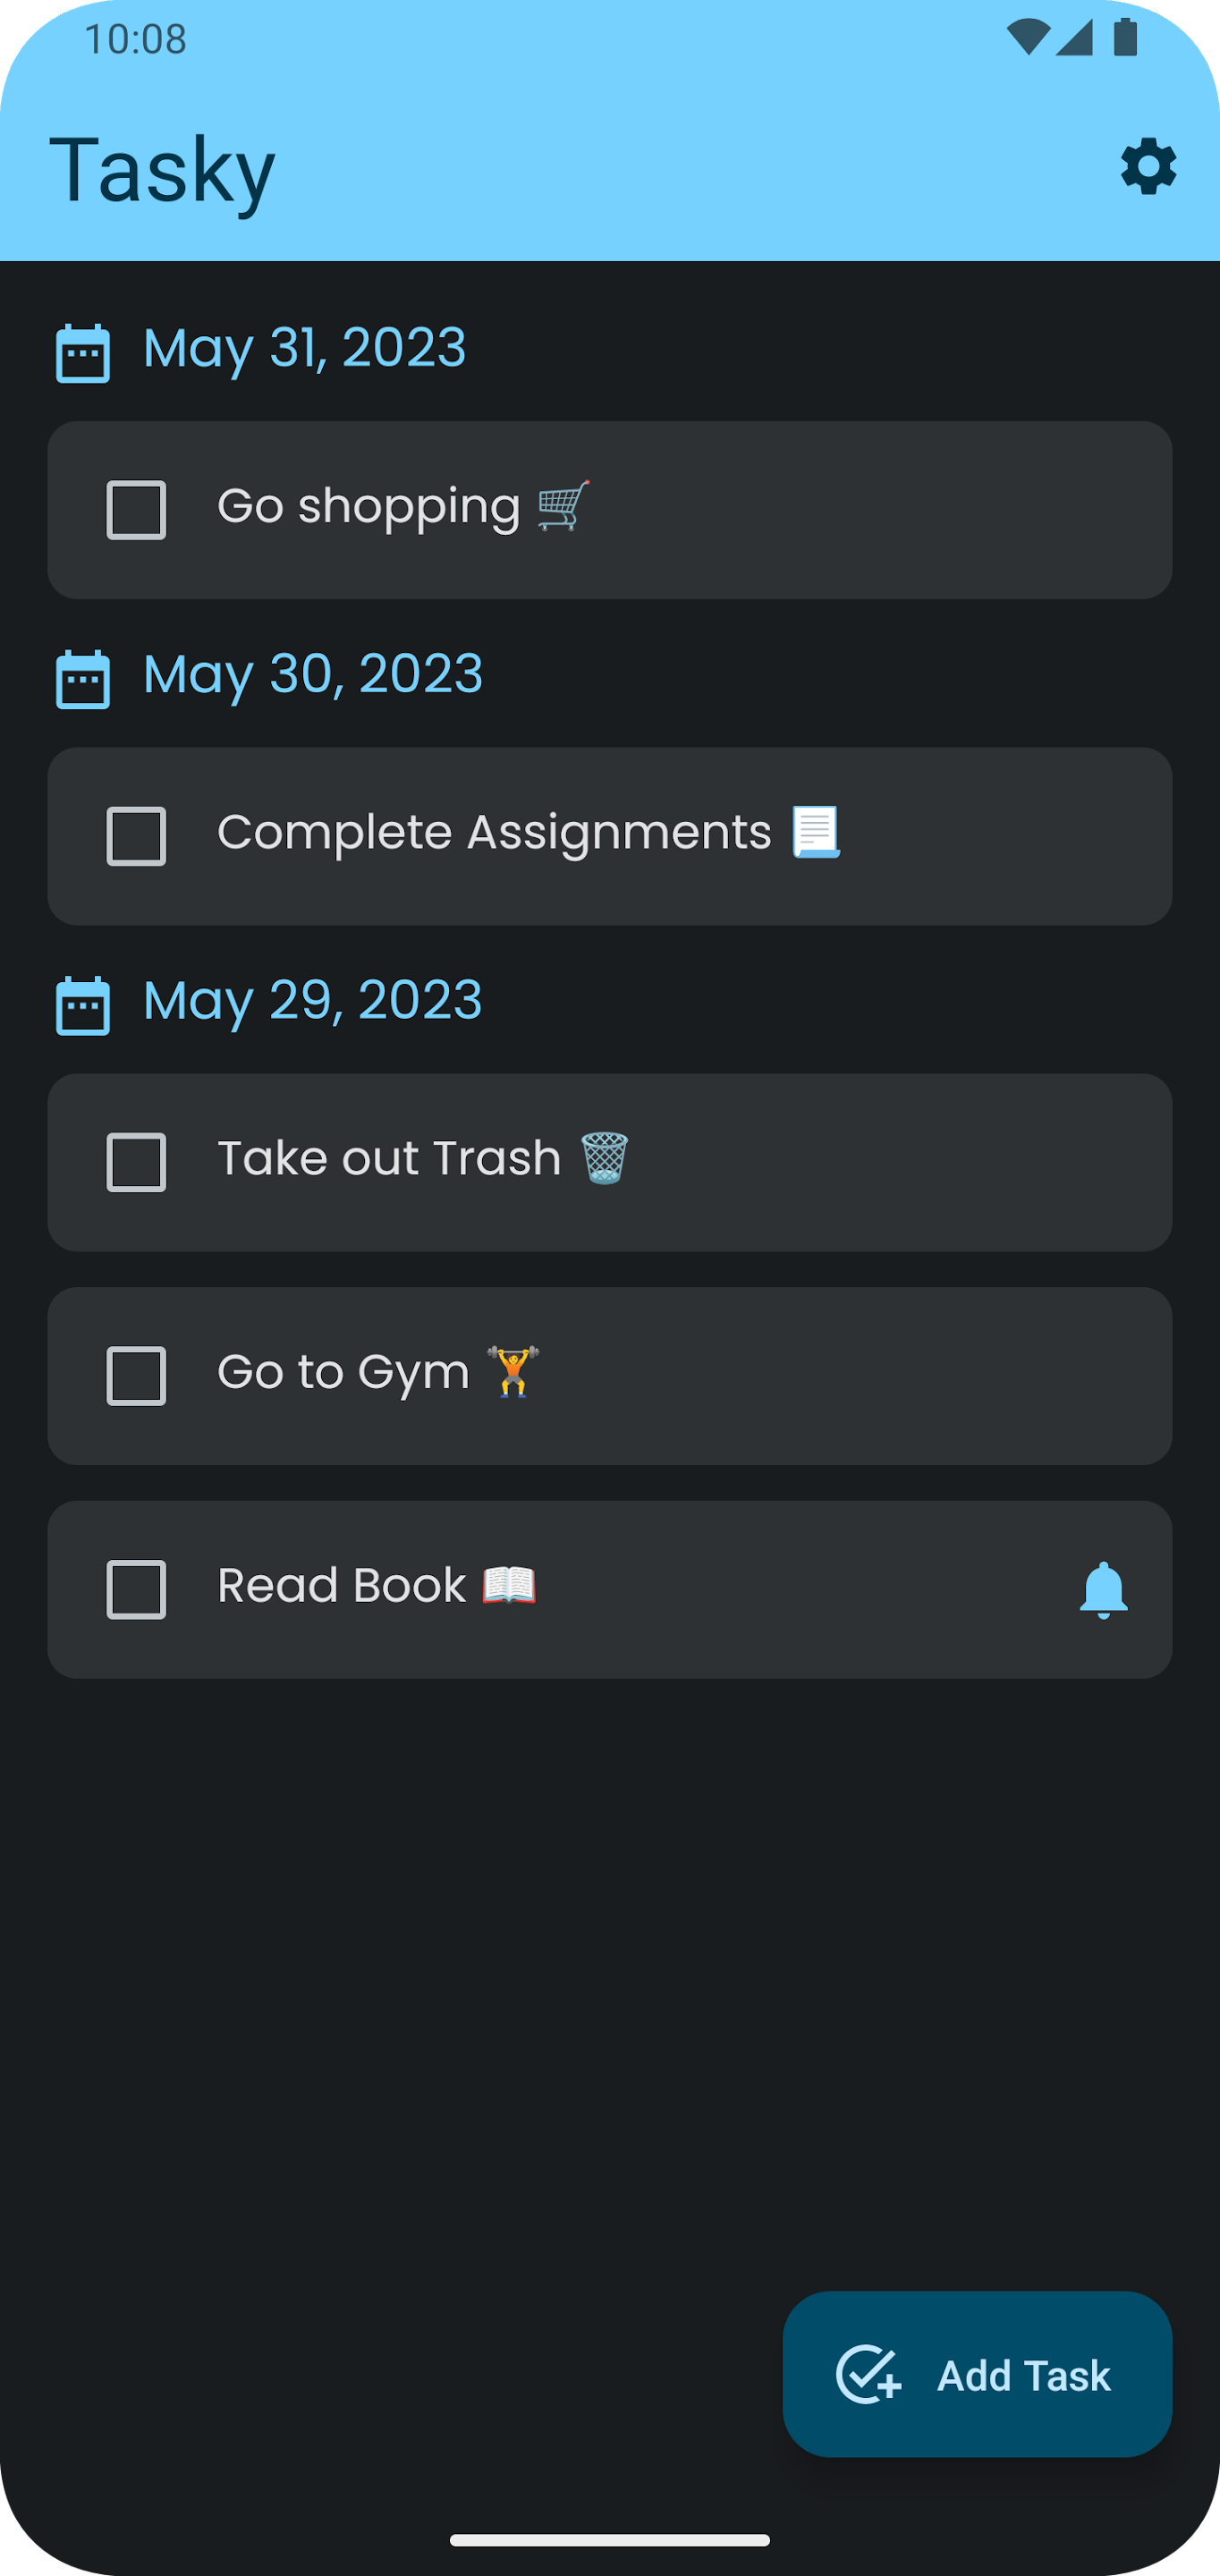 10:08
Tasky
May 31, 2023
Go shopping 🛒
May 30, 2023
Complete Assignments 📃
May 29, 2023
Take out Trash 🗑️
Go to Gym 🏋️
Read Book 📖
Add Task